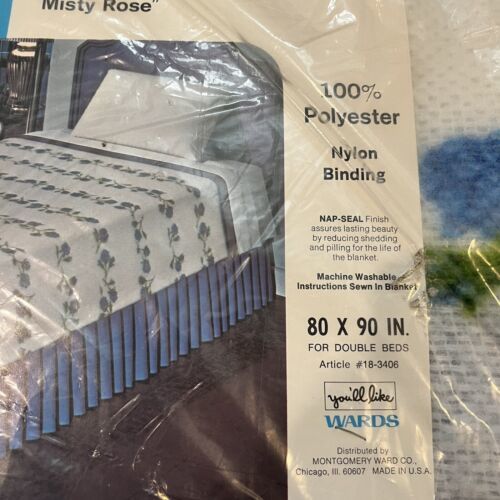 Misty Rose"
100%
Polyester
Nylon
Binding
NAP-SEAL Finish
assures lasting beauty
by reducing shedding
and pilling for the life of
the blanket.
Machine Washable
Instructions Sewn In Blanket
80 X 90 IN.
FOR DOUBLE BEDS
Article #18-3406
you'll like
WARDS
Distributed by
MONTGOMERY WARD CO.,
Chicago, Ill. 60607 MADE IN U.S.A.